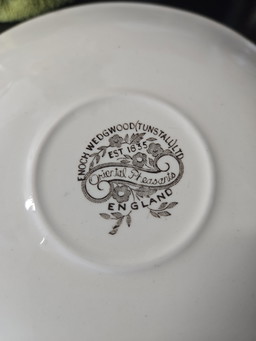 ENOCH WEDGWOOD (TUNSTALL) LTD
EST 1835
Oriental Pheasants
ENGLAND